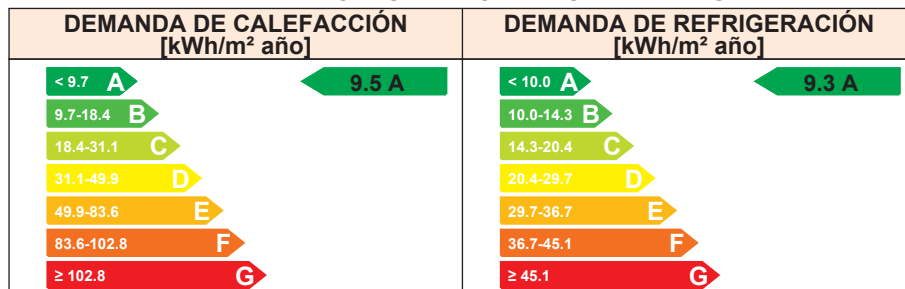 DEMANDA DE CALEFACCIÓN
[kWh/m² año]
< 9.7 A
9.5 A
9.7-18.4 B
18.4-31.1 C
31.1-49.9 D
49.9-83.6 E
83.6-102.8 F
≥ 102.8 G
DEMANDA DE REFRIGERACIÓN
[kWh/m² año]
< 10.0 A
9.3 A
10.0-14.3 B
14.3-20.4 C
20.4-29.7 D
29.7-36.7 E
36.7-45.1 F
≥ 45.1 G